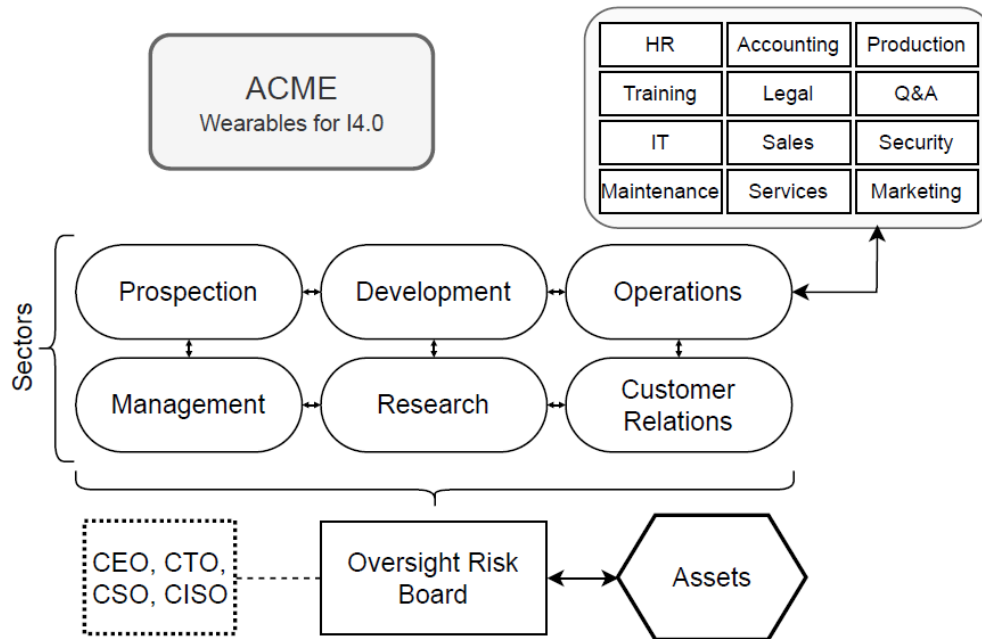 ACME
Wearables for I4.0
HR
Accounting
Production
Training
Legal
Q&A
IT
Sales
Security
Maintenance
Services
Marketing
Sectors
Prospection
Development
Operations
Management
Research
Customer
Relations
CEO, CTO,
CSO, CISO
Oversight Risk
Board
Assets